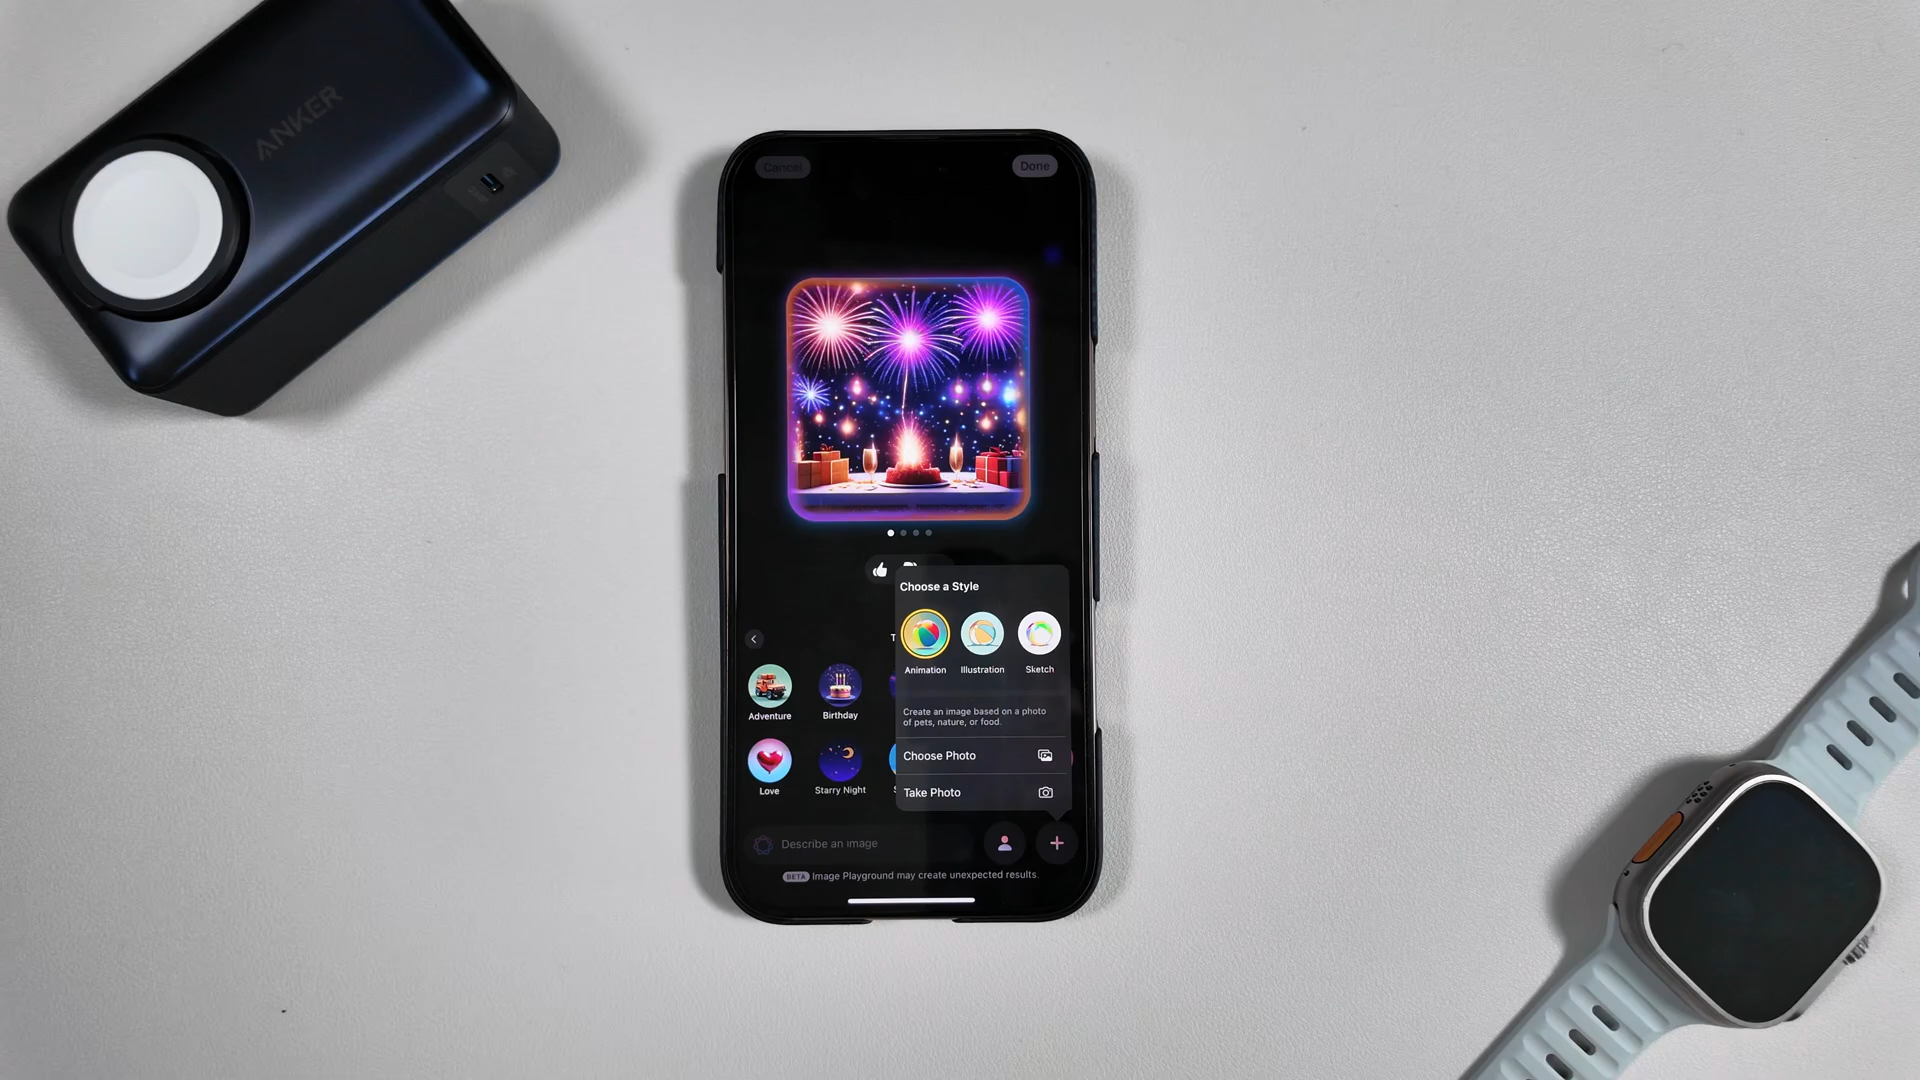 ANKER
Cancel
Done
Choose a Style
Animation
Illustration
Sketch
Adventure
Birthday
Create an image based on a photo
of pets, nature, or food.
Choose Photo
Love
Starry Night
Take Photo
Describe an image
BETA Image Playground may create unexpected results.